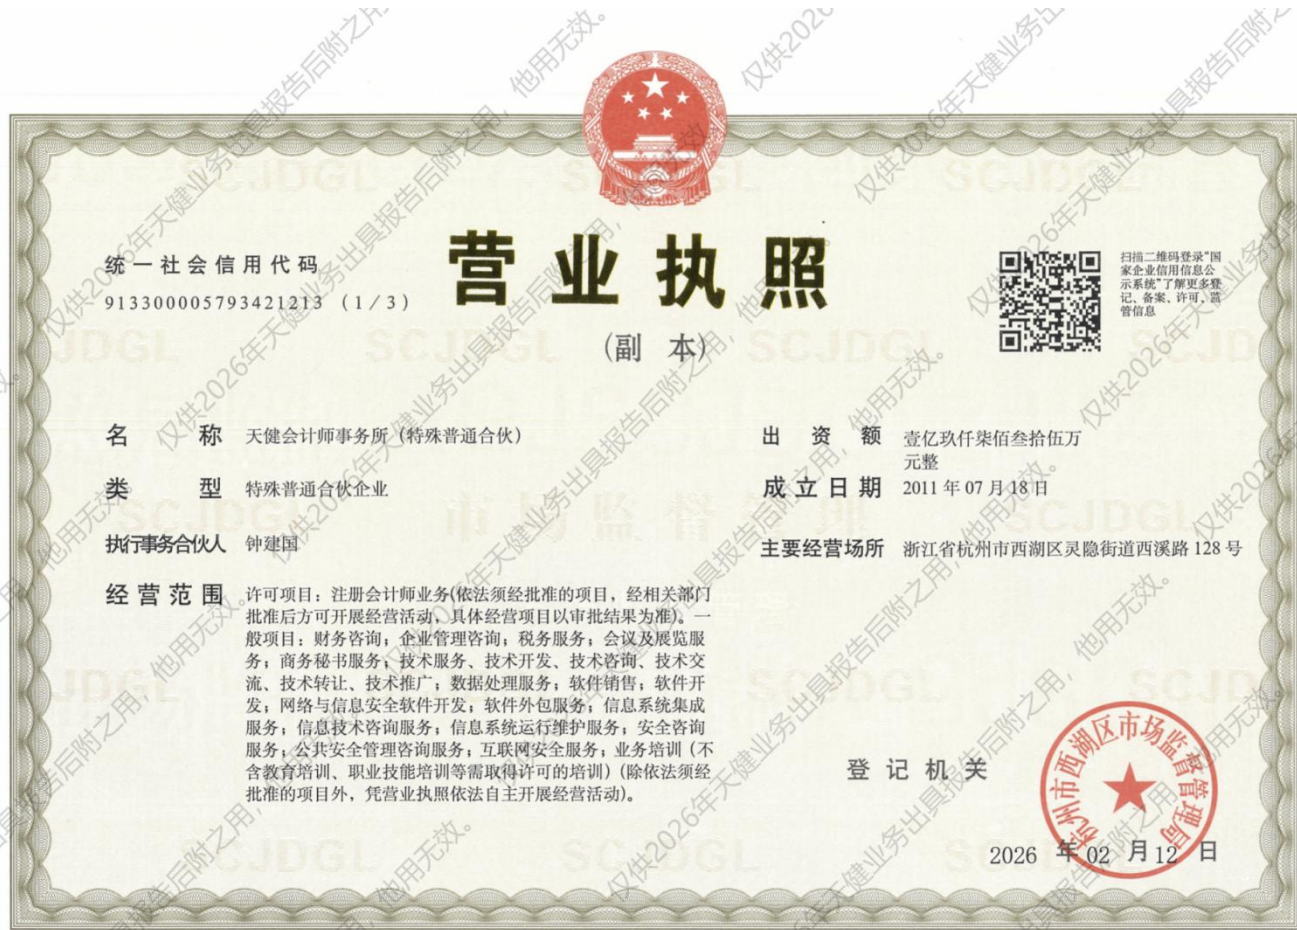 营业执照
（副 本）
统一社会信用代码
913300005793421213 （1/3）
扫描二维码登录“国
家企业信用信息公
示系统”了解更多登
记、备案、许可、监
管信息
名 称 天健会计师事务所（特殊普通合伙）
类 型 特殊普通合伙企业
执行事务合伙人 钟建国
经营范围 许可项目：注册会计师业务(依法须经批准的项目，经相关部门
批准后方可开展经营活动，具体经营项目以审批结果为准)。一
般项目：财务咨询；企业管理咨询；税务服务；会议及展览服
务；商务秘书服务；技术服务、技术开发、技术咨询、技术交
流、技术转让、技术推广；数据处理服务；软件销售；软件开
发；网络与信息安全软件开发；软件外包服务；信息系统集成
服务；信息技术咨询服务；信息系统运行维护服务；安全咨询
服务；公共安全管理咨询服务；互联网安全服务；业务培训（不
含教育培训、职业技能培训等需取得许可的培训）(除依法须经
批准的项目外，凭营业执照依法自主开展经营活动)。
出 资 额 壹亿玖仟柒佰叁拾伍万
元整
成立日期 2011 年 07 月 18 日
主要经营场所 浙江省杭州市西湖区灵隐街道西溪路 128 号
登记机关
杭州市西湖区市场监督管理局
2026 年 02 月 12 日
市场监督管理
SCJDGL
仅供2026年天健业务出具报告后附之用，他用无效。